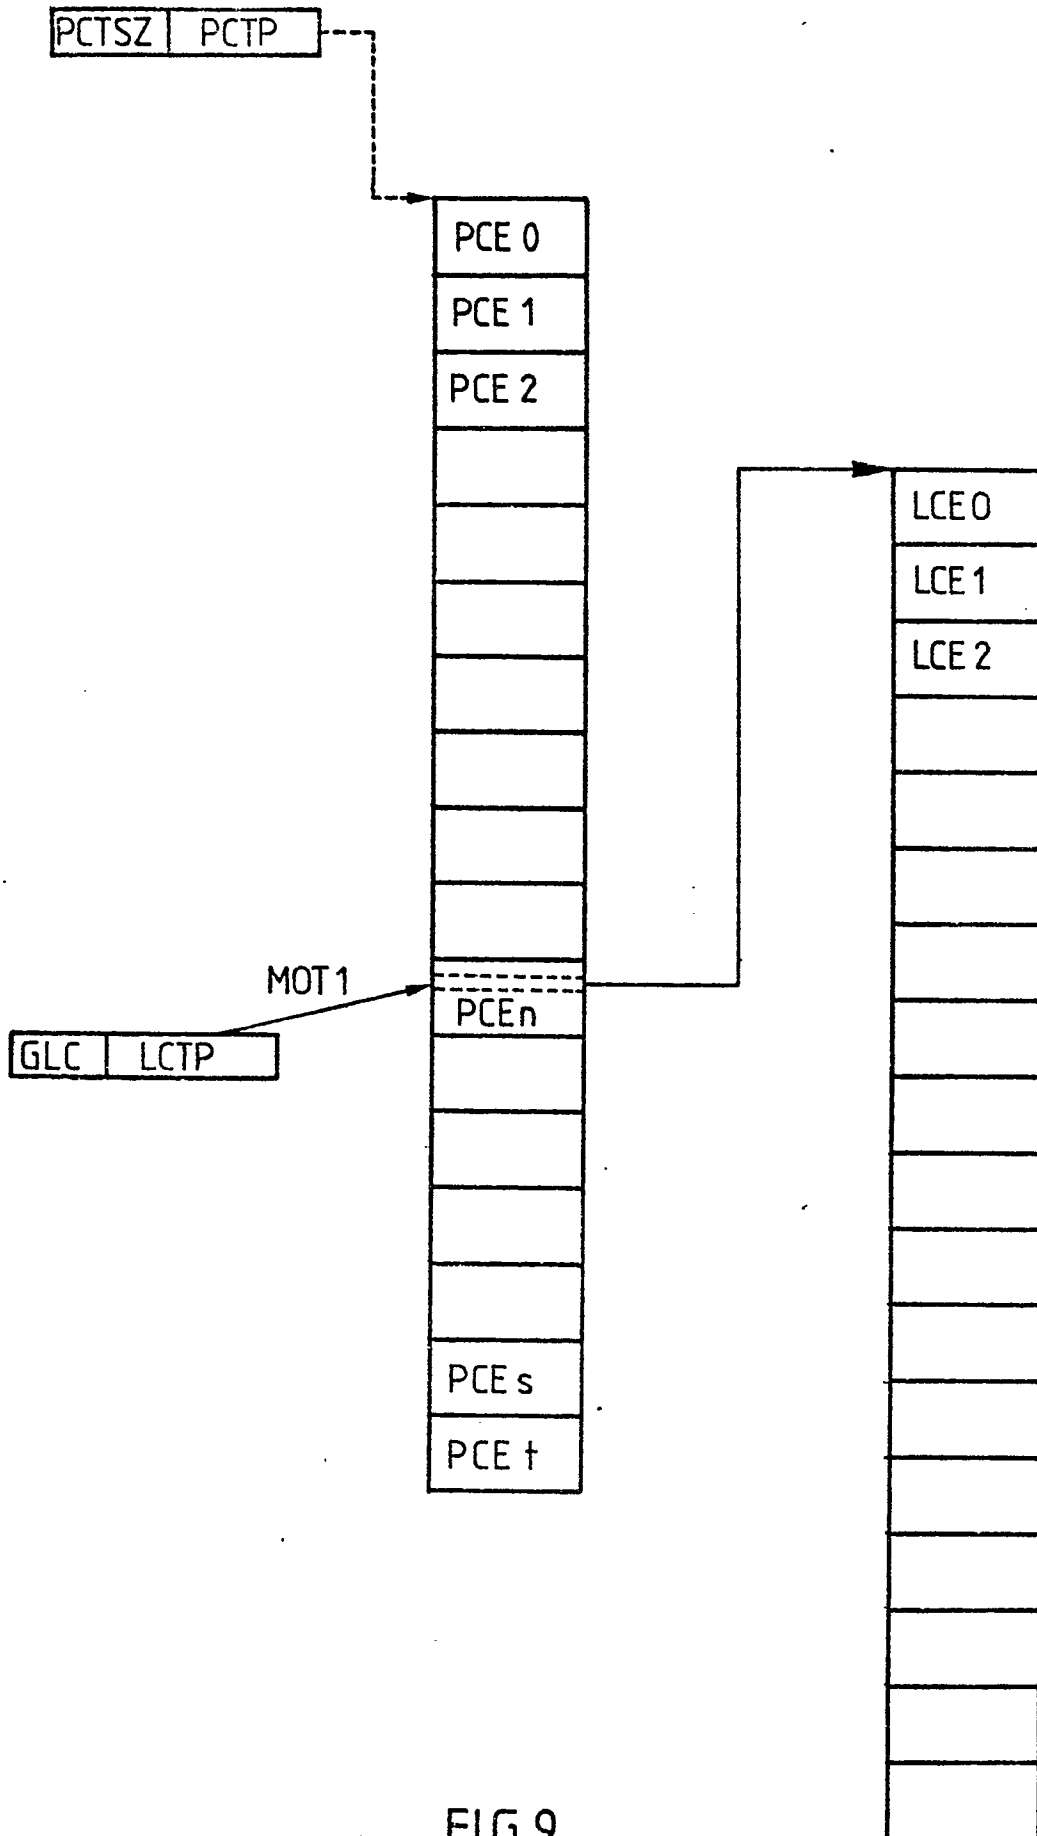 PCTSZ PCTP
PCE 0
PCE 1
PCE 2
LCE 0
LCE 1
LCE 2
MOT 1
PCE n
GLC LCTP
PCE s
PCE t
FIG.9